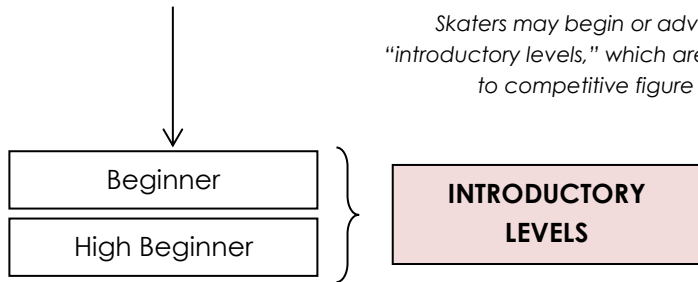 Skaters may begin or adv
“introductory levels,” which are
to competitive figure
Beginner
High Beginner
INTRODUCTORY
LEVELS